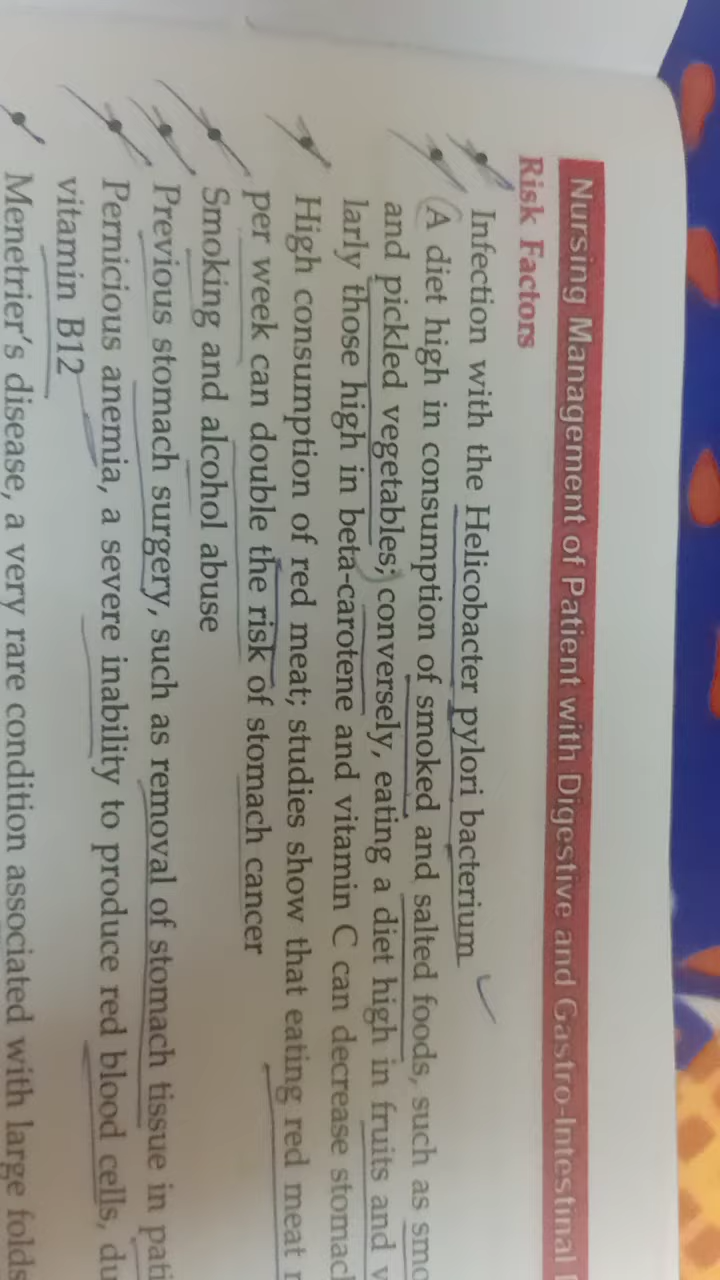 Nursing Management of Patient with Digestive and Gastro-Intestinal
Risk Factors
• Infection with the Helicobacter pylori bacterium
• A diet high in consumption of smoked and salted foods, such as
and pickled vegetables; conversely, eating a diet high in fruits and
larly those high in beta-carotene and vitamin C can decrease
• High consumption of red meat; studies show that eating red meat
per week can double the risk of stomach cancer
• Smoking and alcohol abuse
• Previous stomach surgery, such as removal of stomach tissue in
• Pernicious anemia, a severe inability to produce red blood cells,
vitamin B12
• Menetrier's disease, a very rare condition associated with large folds